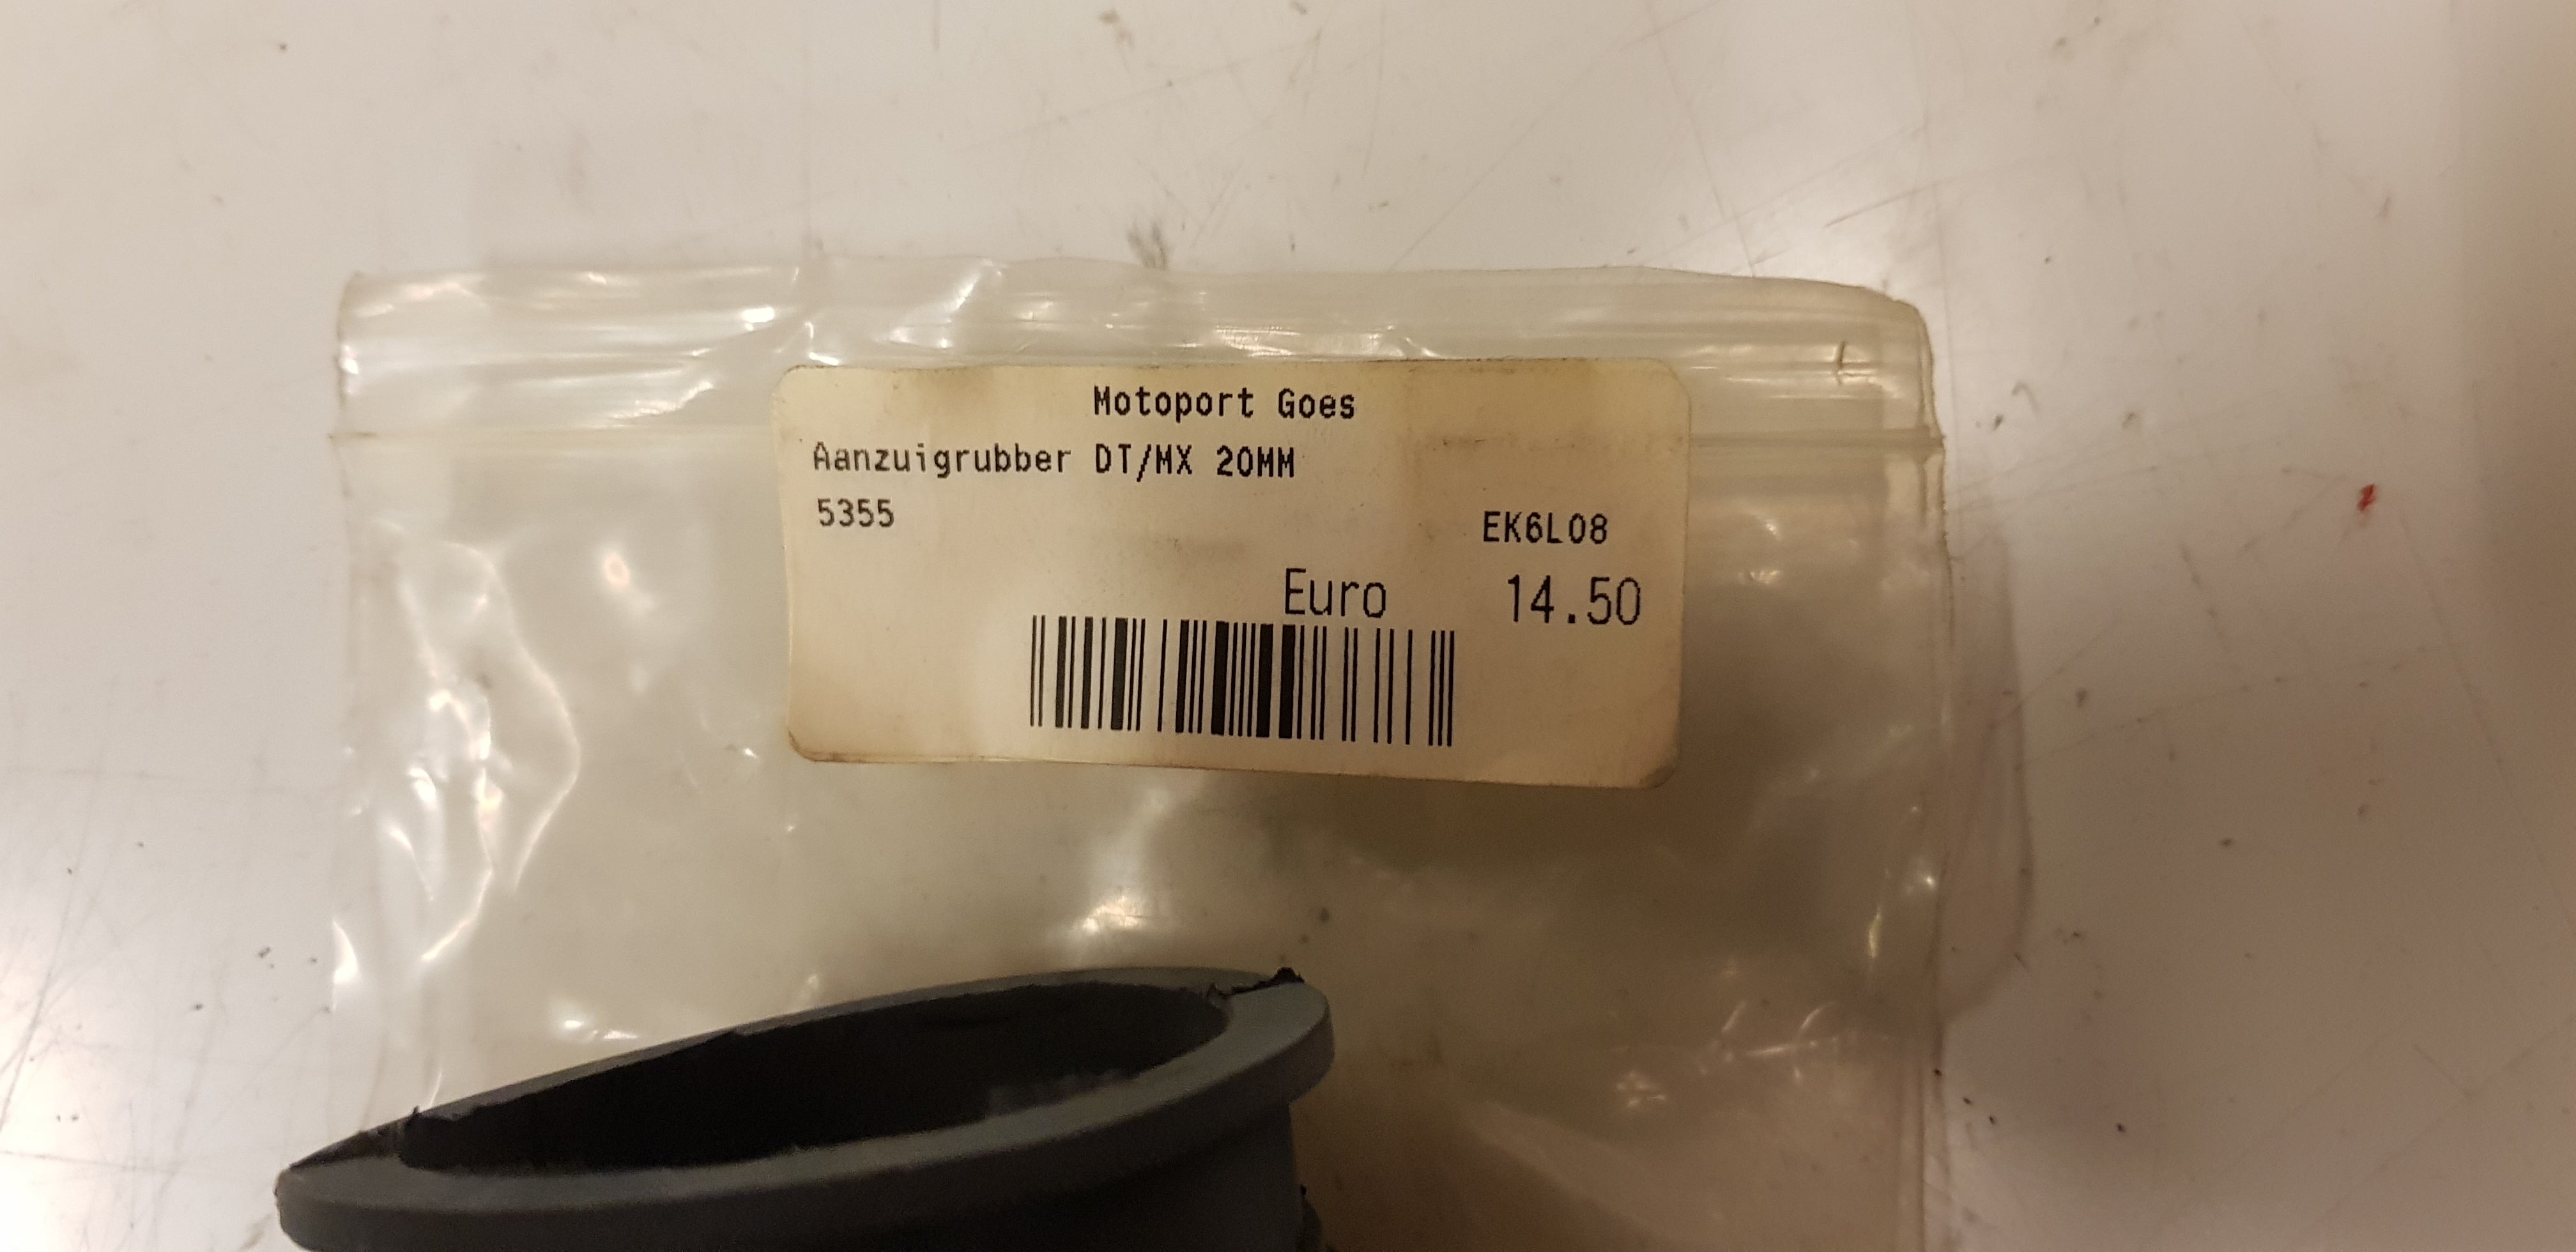 Motoport Goes
Aanzuigrubber DT/MX 20MM
5355
EK6L08
Euro 14.50